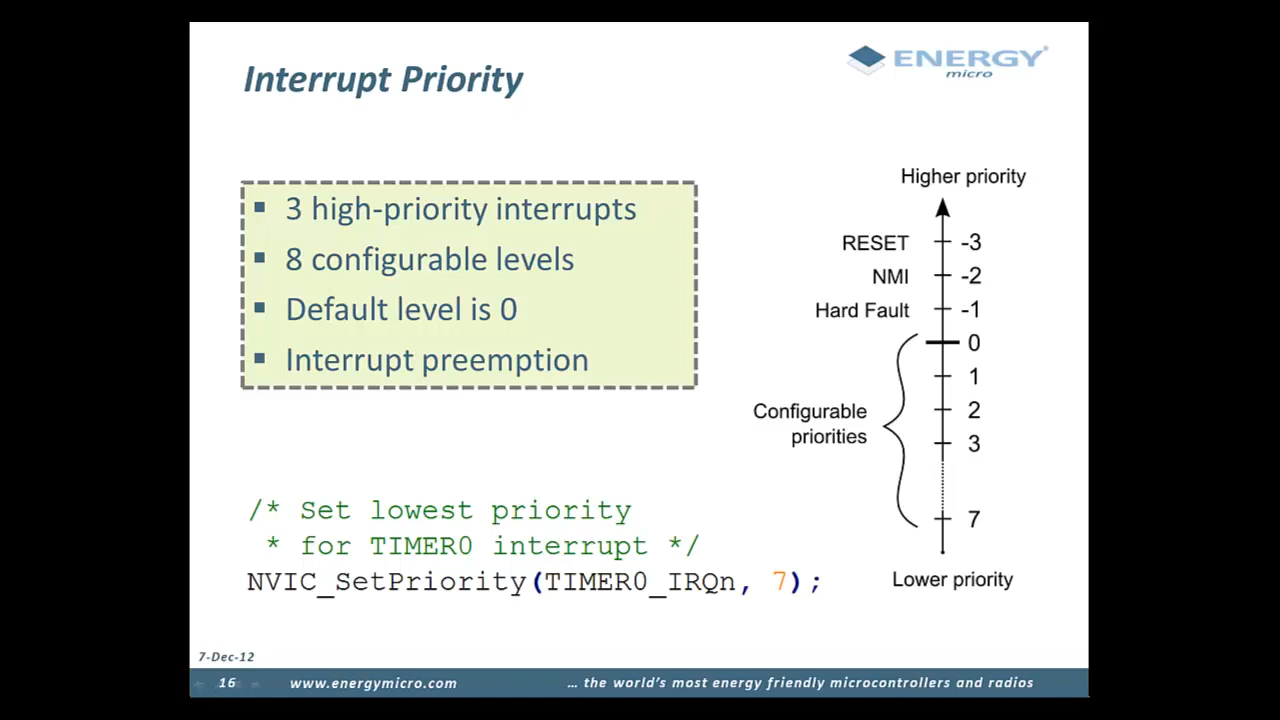 Interrupt Priority
ENERGY®
micro
▪ 3 high-priority interrupts
▪ 8 configurable levels
▪ Default level is 0
▪ Interrupt preemption
Higher priority
RESET -3
NMI -2
Hard Fault -1
0
1
2
3
Configurable
priorities
7
Lower priority
/* Set lowest priority
* for TIMER0 interrupt */
NVIC_SetPriority(TIMER0_IRQn, 7);
7-Dec-12
16 www.energymicro.com ... the world's most energy friendly microcontrollers and radios